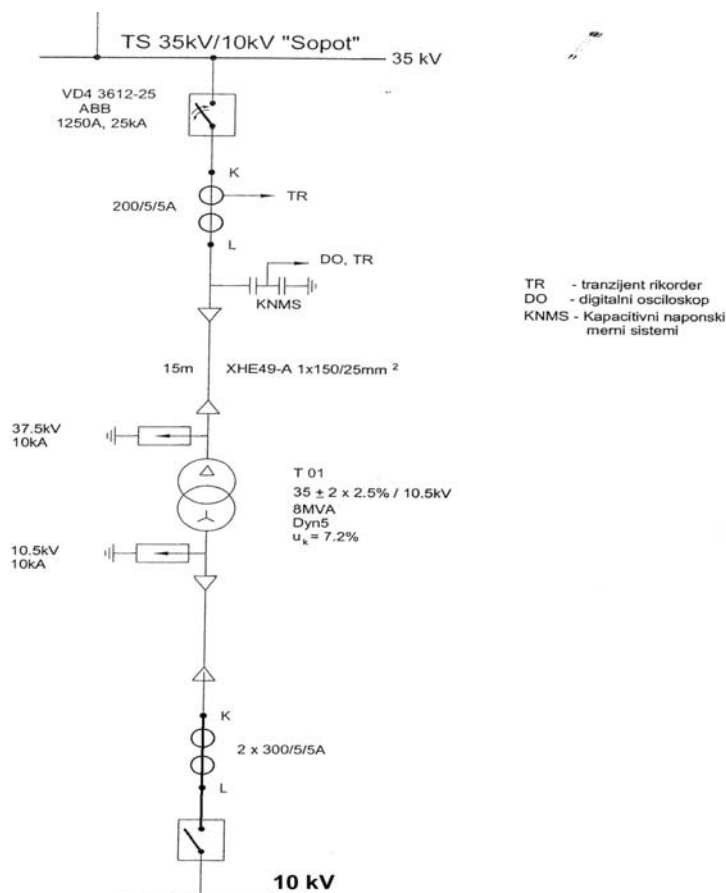 TS 35kV/10kV "Sopot"
35 kV
VD4 3612-25
ABB
1250A, 25kA
K
200/5/5A
TR
L
DO, TR
KNMS
TR - tranzijent rikorder
DO - digitalni osciloskop
KNMS - Kapacitivni naponski
merni sistemi
15m XHE49-A 1x150/25mm ²
37.5kV
10kA
T 01
35 ± 2 x 2.5% / 10.5kV
8MVA
Dyn5
uk = 7.2%
10.5kV
10kA
K
2 x 300/5/5A
L
10 kV